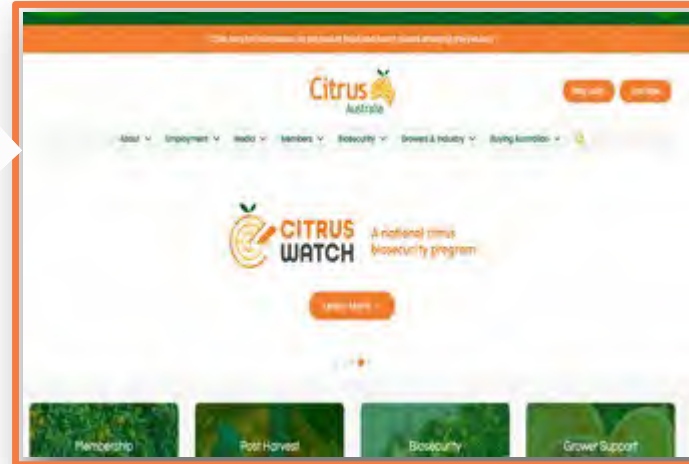 Citrus
Australia
About Employment Media Members Biosecurity Growers & Industry Buying Australian
CITRUS
WATCH
A national citrus
biosecurity program
Learn More
Membership Post Harvest Biosecurity Grower Support